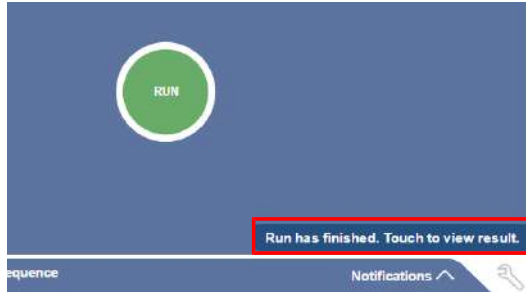 RUN
Run has finished. Touch to view result.
equence
Notifications